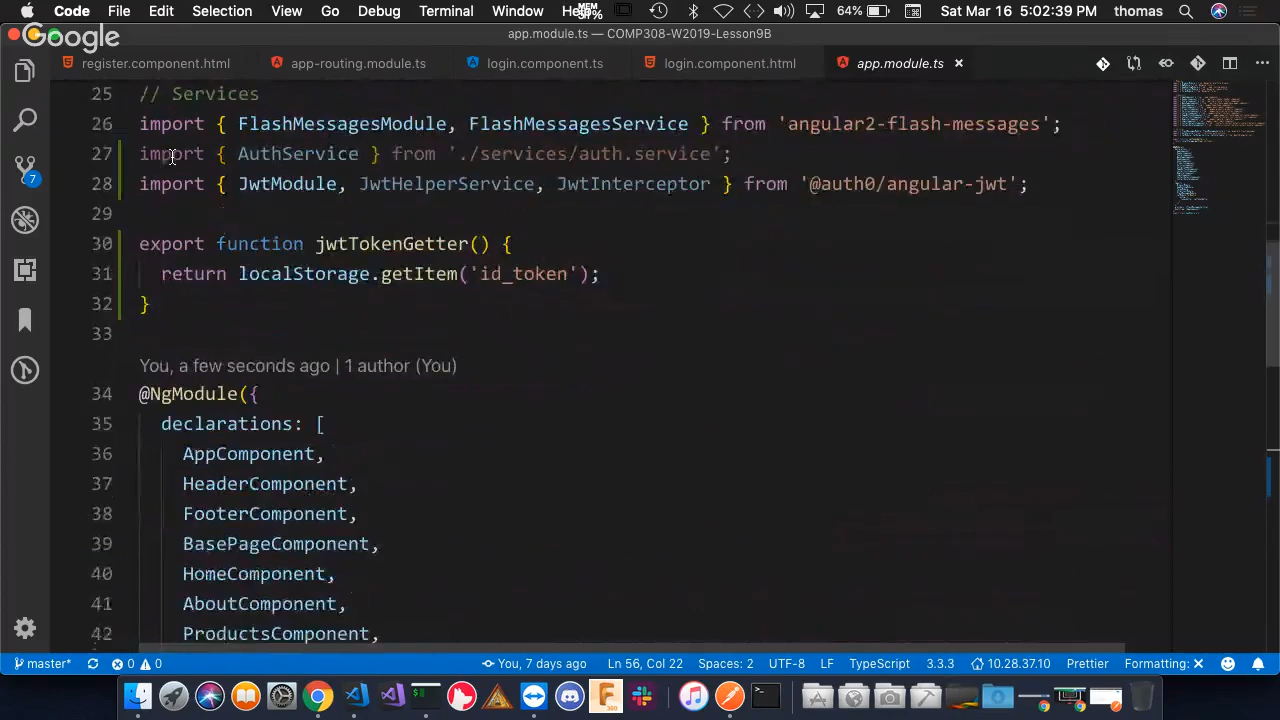 Code File Edit Selection View Go Debug Terminal Window Help MEM 57% 64% Sat Mar 16 5:02:39 PM thomas
Google
app.module.ts — COMP308-W2019-Lesson9B
register.component.html app-routing.module.ts login.component.ts login.component.html app.module.ts
25 // Services
26 import { FlashMessagesModule, FlashMessagesService } from 'angular2-flash-messages';
27 import { AuthService } from './services/auth.service';
28 import { JwtModule, JwtHelperService, JwtInterceptor } from '@auth0/angular-jwt';
29
30 export function jwtTokenGetter() {
31 return localStorage.getItem('id_token');
32 }
33
You, a few seconds ago | 1 author (You)
34 @NgModule({
35 declarations: [
36 AppComponent,
37 HeaderComponent,
38 FooterComponent,
39 BasePageComponent,
40 HomeComponent,
41 AboutComponent,
42 ProductsComponent,
7
master* 0 0 You, 7 days ago Ln 56, Col 22 Spaces: 2 UTF-8 LF TypeScript 3.3.3 10.28.37.10 Prettier Formatting: ✕